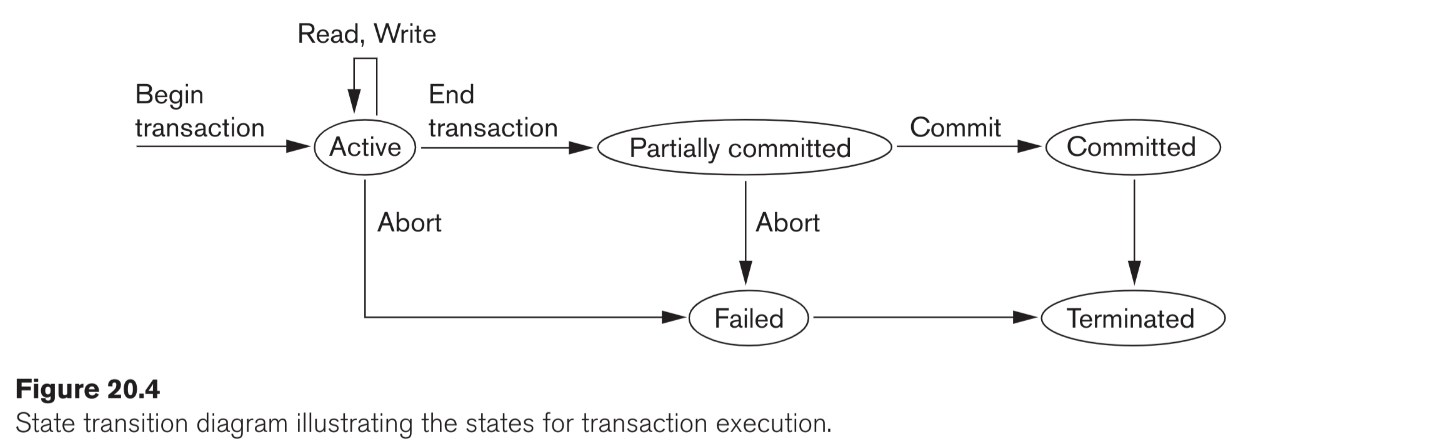 Read, Write
Begin
transaction
End
transaction
Active
Partially committed
Commit
Committed
Abort
Abort
Failed
Terminated
Figure 20.4
State transition diagram illustrating the states for transaction execution.